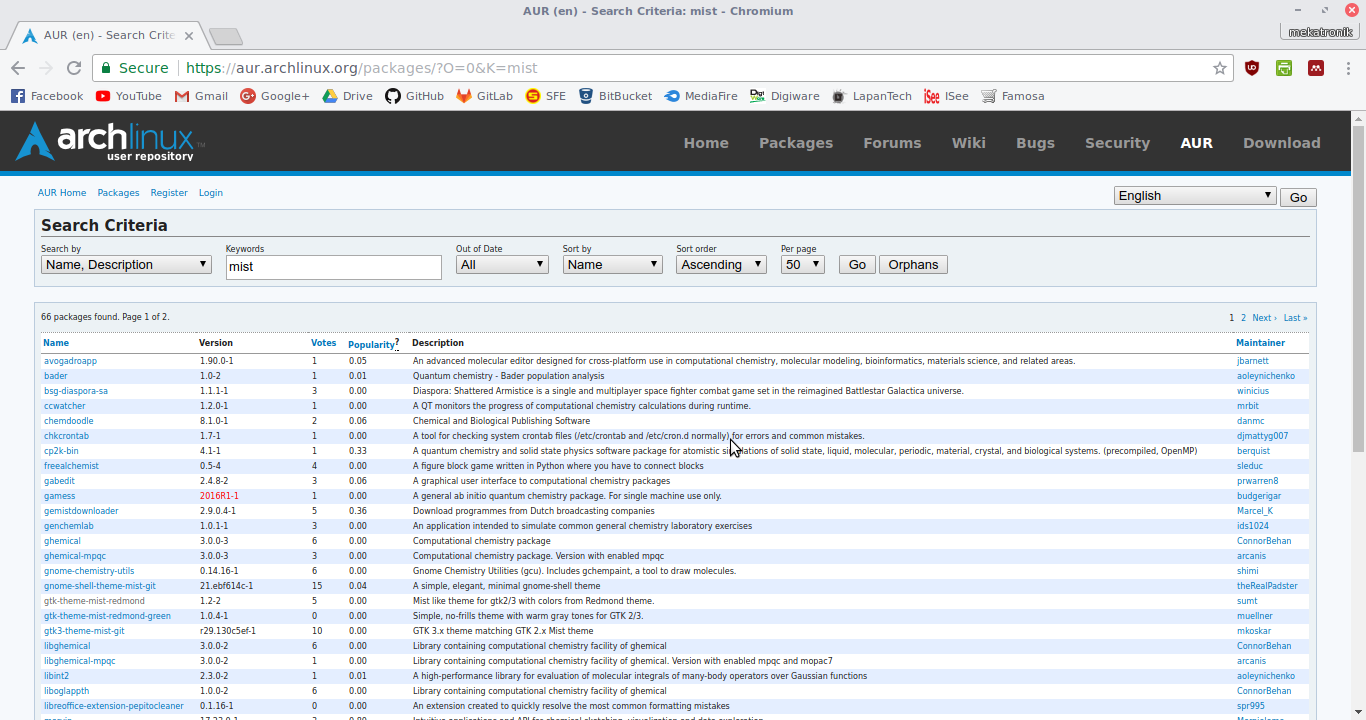 AUR (en) - Search Criteria: mist - Chromium
AUR (en) - Search Crite
mekatronik
Secure https://aur.archlinux.org/packages/?O=0&K=mist
Facebook YouTube Gmail Google+ Drive GitHub GitLab SFE BitBucket MediaFire Digiware LapanTech ISee Famosa
archlinux TM
user repository
Home Packages Forums Wiki Bugs Security AUR Download
AUR Home Packages Register Login
English Go
Search Criteria
Search by Keywords Out of Date Sort by Sort order Per page
Name, Description mist All Name Ascending 50 Go Orphans
66 packages found. Page 1 of 2. 1 2 Next › Last »
Name Version Votes Popularity? Description Maintainer
avogadroapp 1.90.0-1 1 0.05 An advanced molecular editor designed for cross-platform use in computational chemistry, molecular modeling, bioinformatics, materials science, and related areas. jbarnett
bader 1.0-2 1 0.01 Quantum chemistry - Bader population analysis aoleynichenko
bsg-diaspora-sa 1.1.1-1 3 0.00 Diaspora: Shattered Armistice is a single and multiplayer space fighter combat game set in the reimagined Battlestar Galactica universe. winicius
ccwatcher 1.2.0-1 1 0.00 A QT monitors the progress of computational chemistry calculations during runtime. mrbit
chemdoodle 8.1.0-1 2 0.06 Chemical and Biological Publishing Software danmc
chkcrontab 1.7-1 1 0.00 A tool for checking system crontab files (/etc/crontab and /etc/cron.d normally) for errors and common mistakes. djmattyg007
cp2k-bin 4.1-1 1 0.33 A quantum chemistry and solid state physics software package for atomistic simulations of solid state, liquid, molecular, periodic, material, crystal, and biological systems. (precompiled, OpenMP) berquist
freealchemist 0.5-4 4 0.00 A figure block game written in Python where you have to connect blocks sleduc
gabedit 2.4.8-2 3 0.06 A graphical user interface to computational chemistry packages prwarren8
gamess 2016R1-1 1 0.00 A general ab initio quantum chemistry package. For single machine use only. budgerigar
gemistdownloader 2.9.0.4-1 5 0.36 Download programmes from Dutch broadcasting companies Marcel_K
genchemlab 1.0.1-1 3 0.00 An application intended to simulate common general chemistry laboratory exercises ids1024
ghemical 3.0.0-3 6 0.00 Computational chemistry package ConnorBehan
ghemical-mpqc 3.0.0-3 3 0.00 Computational chemistry package. Version with enabled mpqc arcanis
gnome-chemistry-utils 0.14.16-1 6 0.00 Gnome Chemistry Utilities (gcu). Includes gchempaint, a tool to draw molecules. shimi
gnome-shell-theme-mist-git 21.ebf614c-1 15 0.04 A simple, elegant, minimal gnome-shell theme theRealPadster
gtk-theme-mist-redmond 1.2-2 5 0.00 Mist like theme for gtk2/3 with colors from Redmond theme. sumt
gtk-theme-mist-redmond-green 1.0.4-1 0 0.00 Simple, no-frills theme with warm gray tones for GTK 2/3. muellner
gtk3-theme-mist-git r29.130c5ef-1 10 0.00 GTK 3.x theme matching GTK 2.x Mist theme mkoskar
libghemical 3.0.0-2 6 0.00 Library containing computational chemistry facility of ghemical ConnorBehan
libghemical-mpqc 3.0.0-2 1 0.00 Library containing computational chemistry facility of ghemical. Version with enabled mpqc and mopac7 arcanis
libint2 2.3.0-2 1 0.01 A high-performance library for evaluation of molecular integrals of many-body operators over Gaussian functions aoleynichenko
liboglappth 1.0.0-2 6 0.00 Library containing computational chemistry facility of ghemical ConnorBehan
libreoffice-extension-pepitocleaner 0.1.16-1 0 0.00 An extension created to quickly resolve the most common formatting mistakes spr995